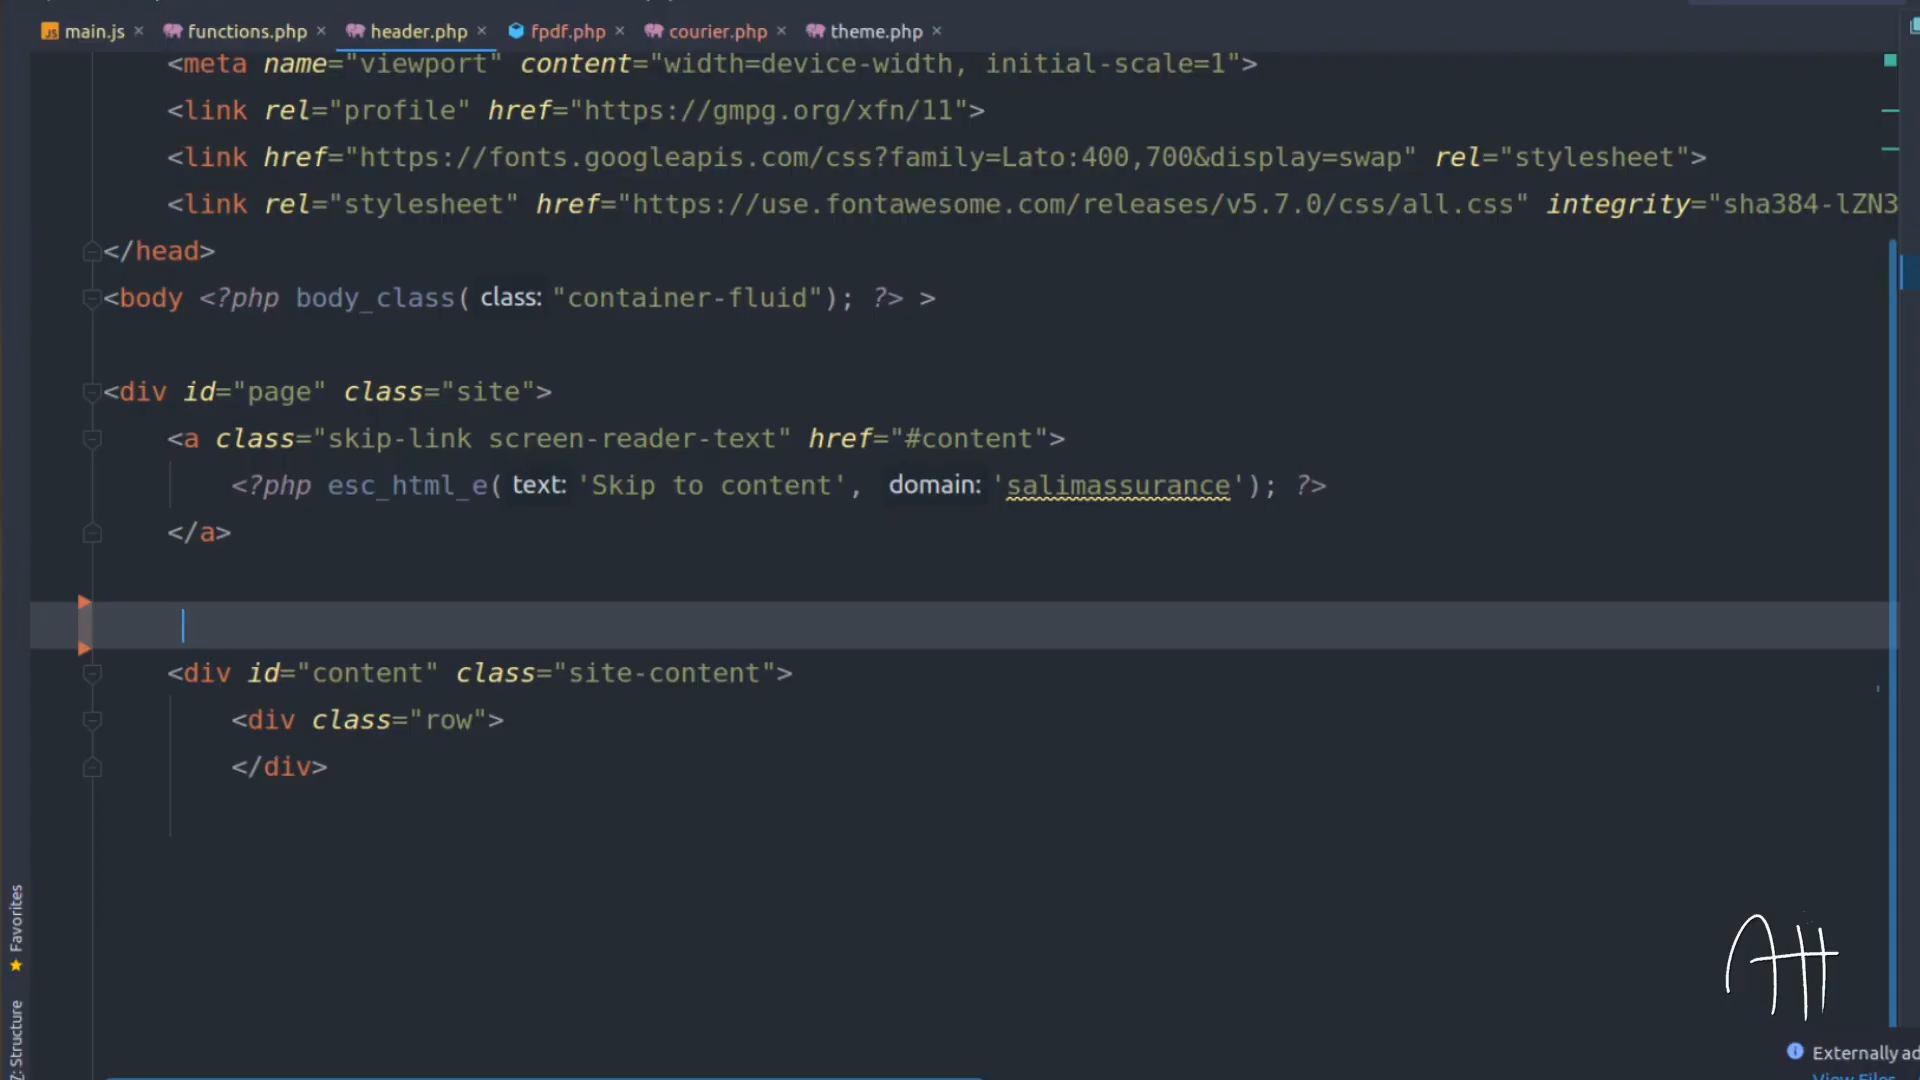 main.js × functions.php × header.php × fpdf.php × courier.php × theme.php ×
<meta name="viewport" content="width=device-width, initial-scale=1">
<link rel="profile" href="https://gmpg.org/xfn/11">
<link href="https://fonts.googleapis.com/css?family=Lato:400,700&display=swap" rel="stylesheet">
<link rel="stylesheet" href="https://use.fontawesome.com/releases/v5.7.0/css/all.css" integrity="sha384-lZN3
</head>
<body <?php body_class( class: "container-fluid"); ?> >
<div id="page" class="site">
<a class="skip-link screen-reader-text" href="#content">
<?php esc_html_e( text: 'Skip to content', domain: 'salimassurance'); ?>
</a>
<div id="content" class="site-content">
<div class="row">
</div>
Favorites
7: Structure
Externally ad
View Files